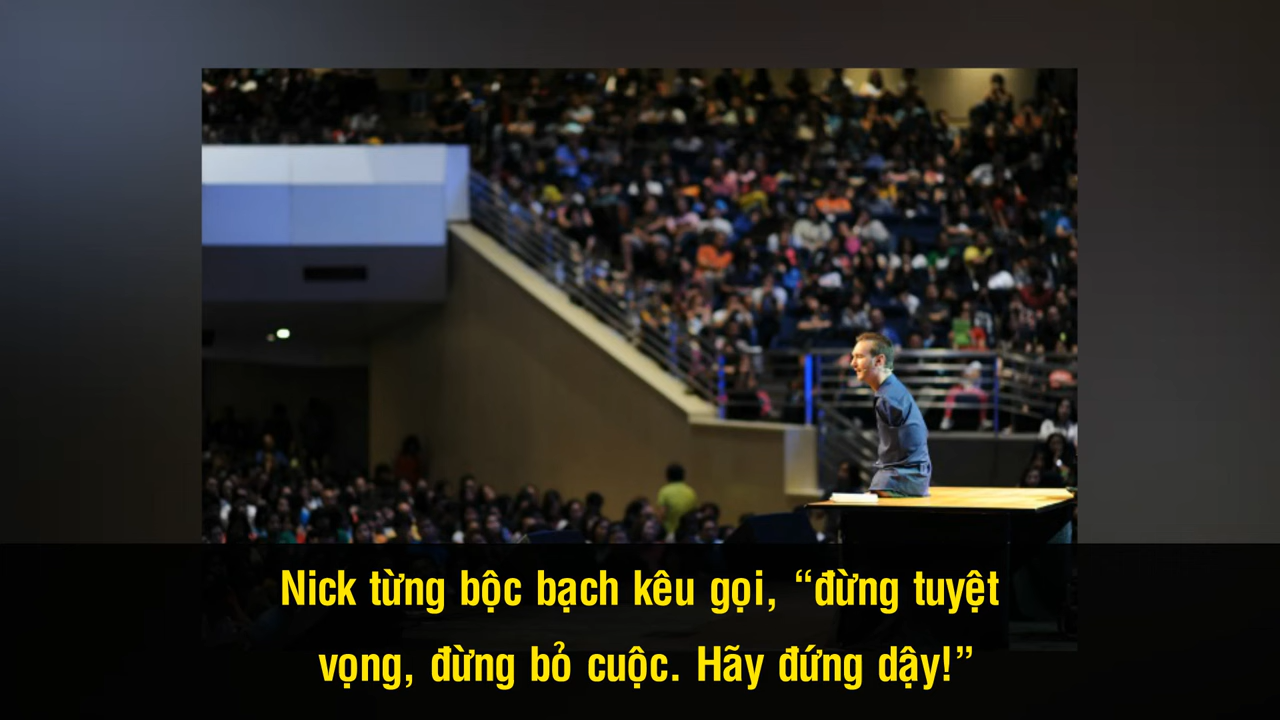 Nick từng bộc bạch kêu gọi, “đừng tuyệt
vọng, đừng bỏ cuộc. Hãy đứng dậy!”